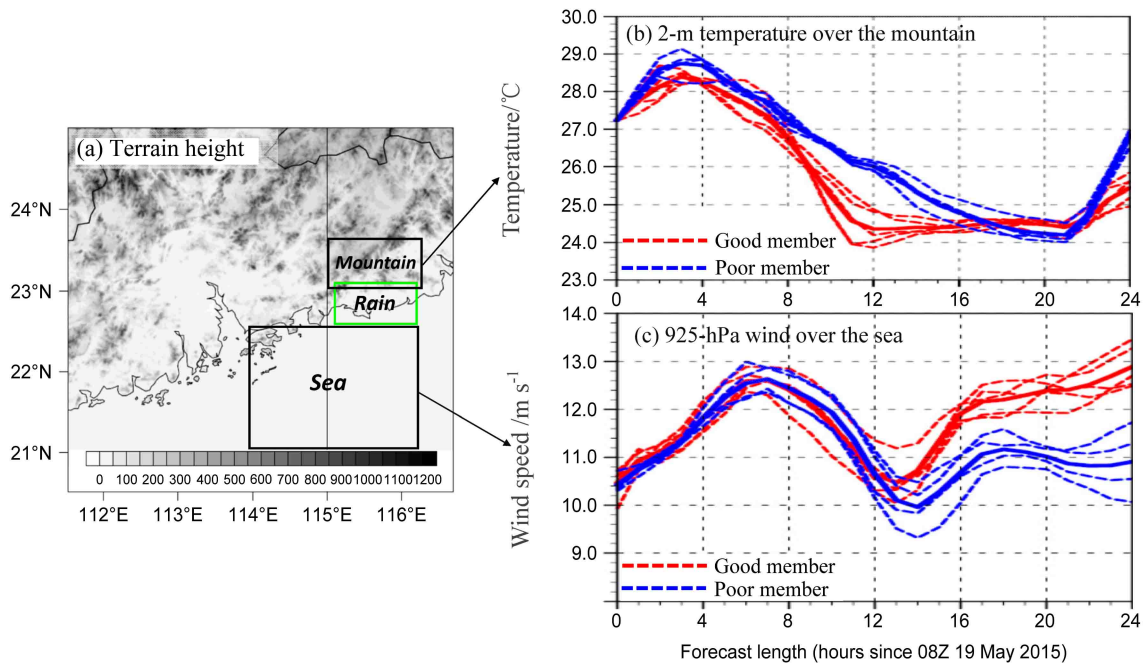 (a) Terrain height
24°N
23°N
22°N
21°N
Mountain
Rain
Sea
0 100 200 300 400 500 600 700 800 900 1000 1100 1200
112°E 113°E 114°E 115°E 116°E
Temperature/℃
(b) 2-m temperature over the mountain
30.0
29.0
28.0
27.0
26.0
25.0
24.0
23.0
Good member
Poor member
0 4 8 12 16 20 24
Wind speed /m s⁻¹
(c) 925-hPa wind over the sea
14.0
13.0
12.0
11.0
10.0
9.0
Good member
Poor member
0 4 8 12 16 20 24
Forecast length (hours since 08Z 19 May 2015)